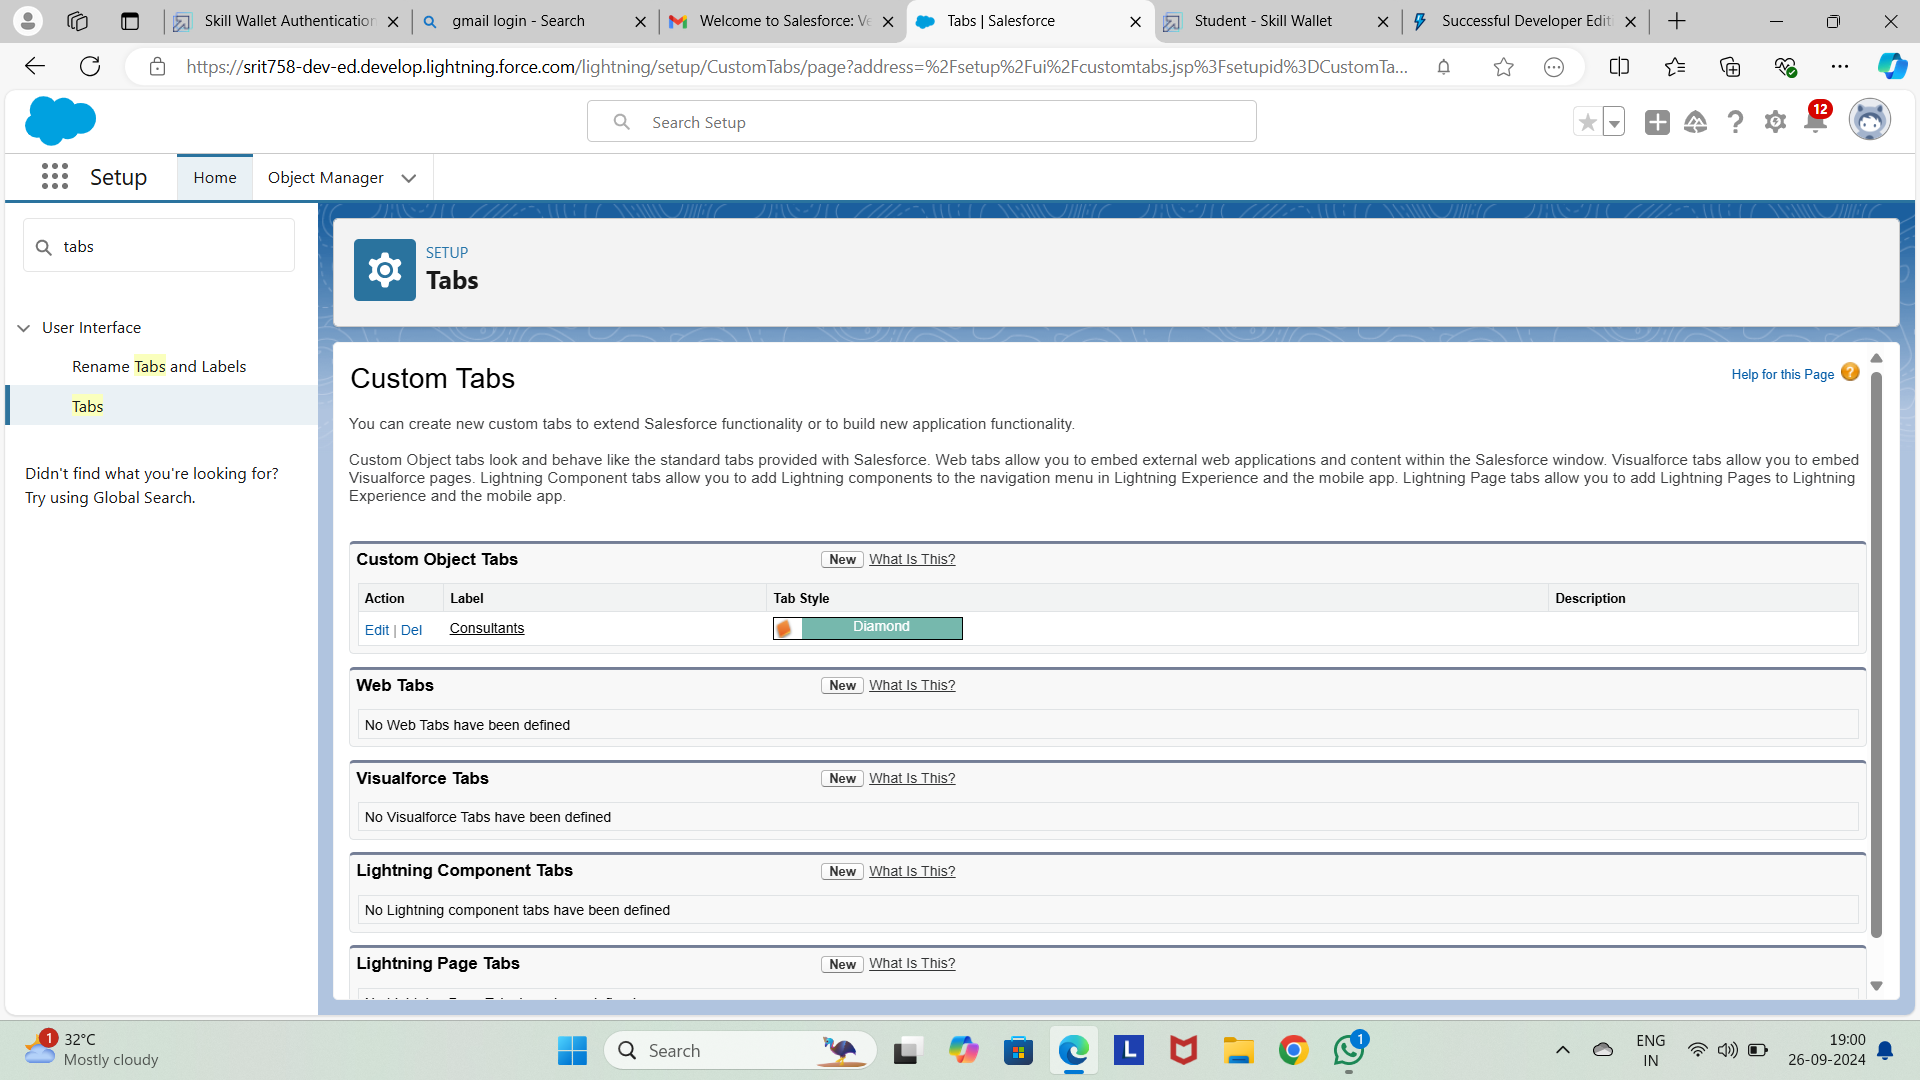 Skill Wallet Authentication
gmail login - Search
Welcome to Salesforce: Ve
Tabs | Salesforce
Student - Skill Wallet
Successful Developer Editi
https://srit758-dev-ed.develop.lightning.force.com/lightning/setup/CustomTabs/page?address=%2Fsetup%2Fui%2Fcustomtabs.jsp%3Fsetupid%3DCustomTa...
Search Setup
12
Setup
Home
Object Manager
tabs
SETUP
Tabs
User Interface
Rename Tabs and Labels
Tabs
Didn't find what you're looking for?
Try using Global Search.
Custom Tabs
Help for this Page
You can create new custom tabs to extend Salesforce functionality or to build new application functionality.
Custom Object tabs look and behave like the standard tabs provided with Salesforce. Web tabs allow you to embed external web applications and content within the Salesforce window. Visualforce tabs allow you to embed
Visualforce pages. Lightning Component tabs allow you to add Lightning components to the navigation menu in Lightning Experience and the mobile app. Lightning Page tabs allow you to add Lightning Pages to Lightning
Experience and the mobile app.
Custom Object Tabs New What Is This?
Action Label Tab Style Description
Edit | Del Consultants Diamond
Web Tabs New What Is This?
No Web Tabs have been defined
Visualforce Tabs New What Is This?
No Visualforce Tabs have been defined
Lightning Component Tabs New What Is This?
No Lightning component tabs have been defined
Lightning Page Tabs New What Is This?
1
32°C
Mostly cloudy
Search
L
1
ENG
IN
19:00
26-09-2024